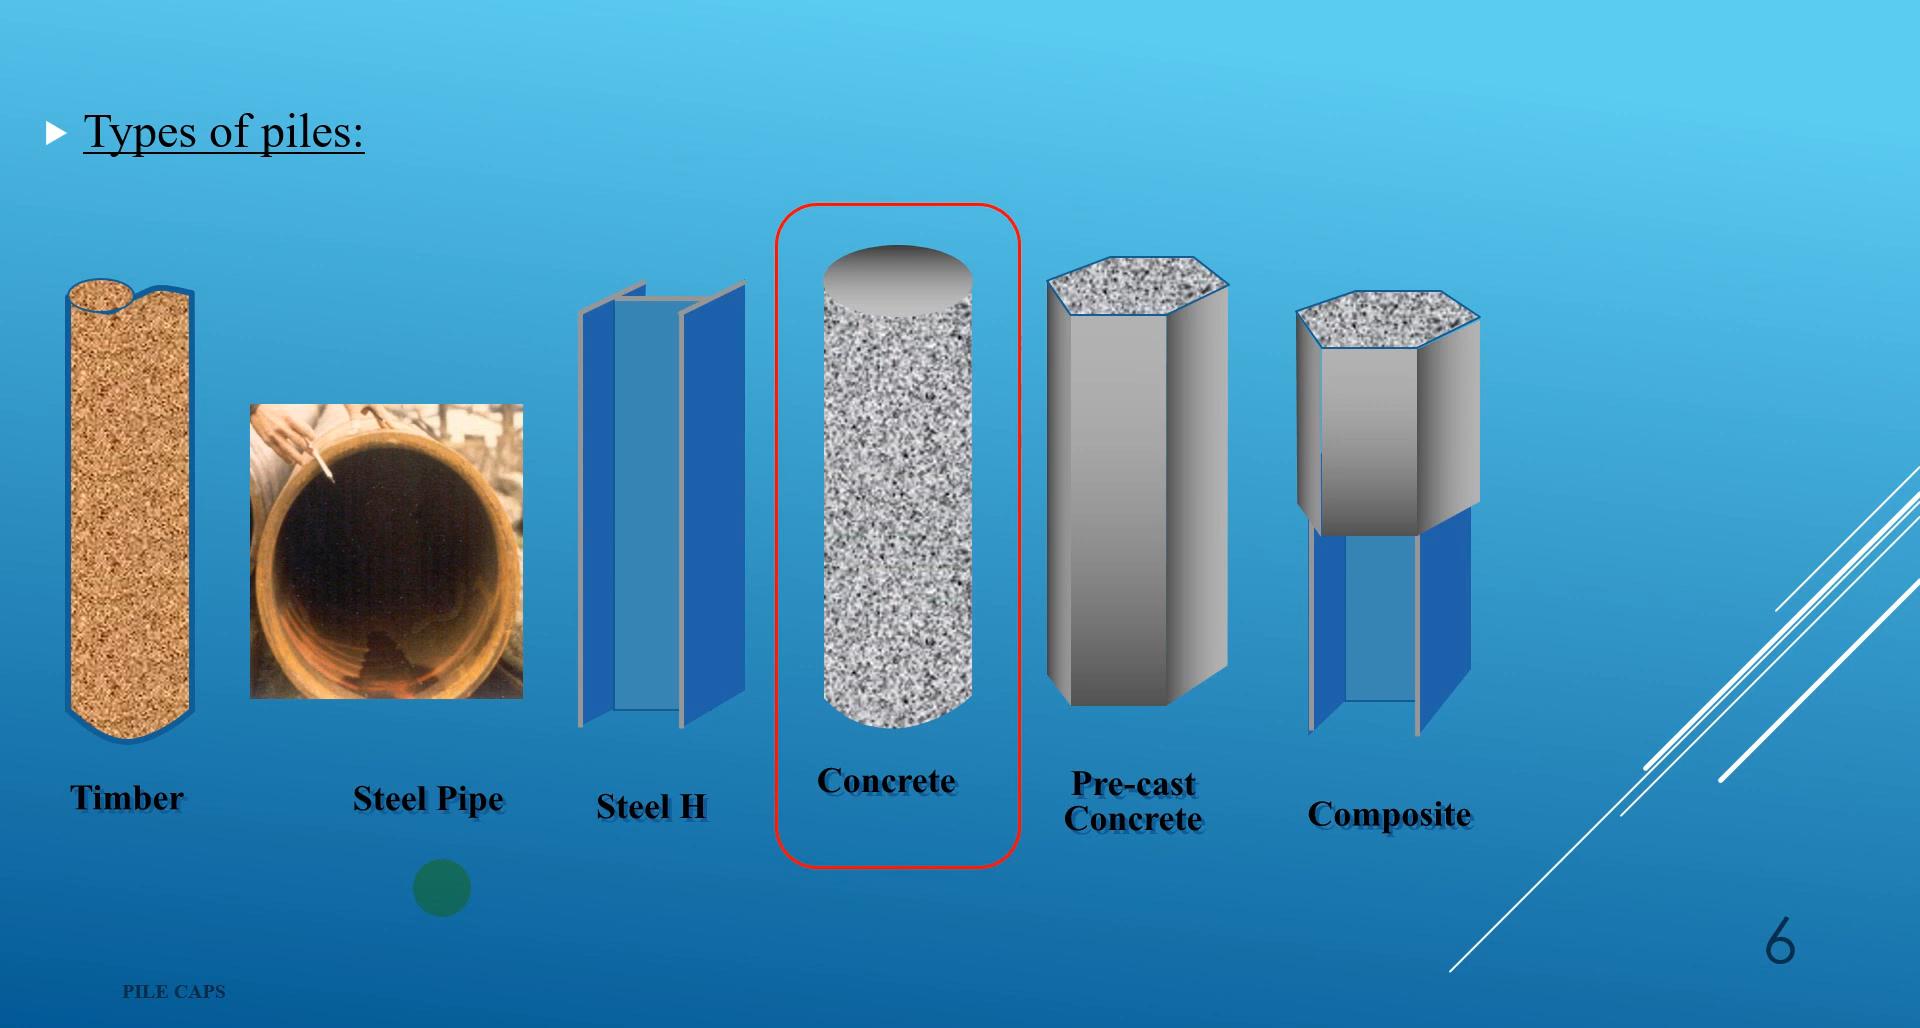 Types of piles:
Timber
Steel Pipe
Steel H
Concrete
Pre-cast
Concrete
Composite
6
PILE CAPS